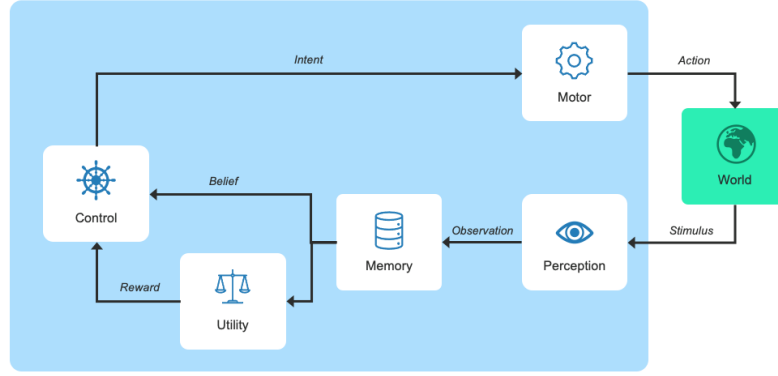 Intent
Motor
Action
World
Control
Belief
Memory
Observation
Perception
Stimulus
Reward
Utility